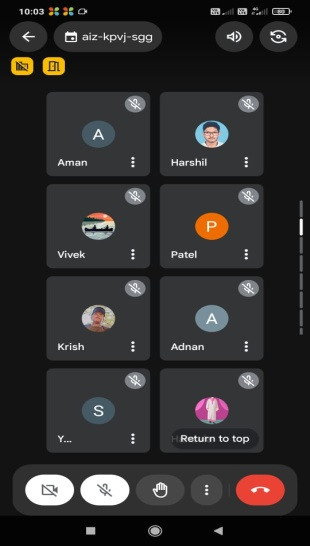 10:03
aiz-kpvj-sgg
A
Aman
Harshil
Vivek
P
Patel
Krish
A
Adnan
S
Y...
Return to top